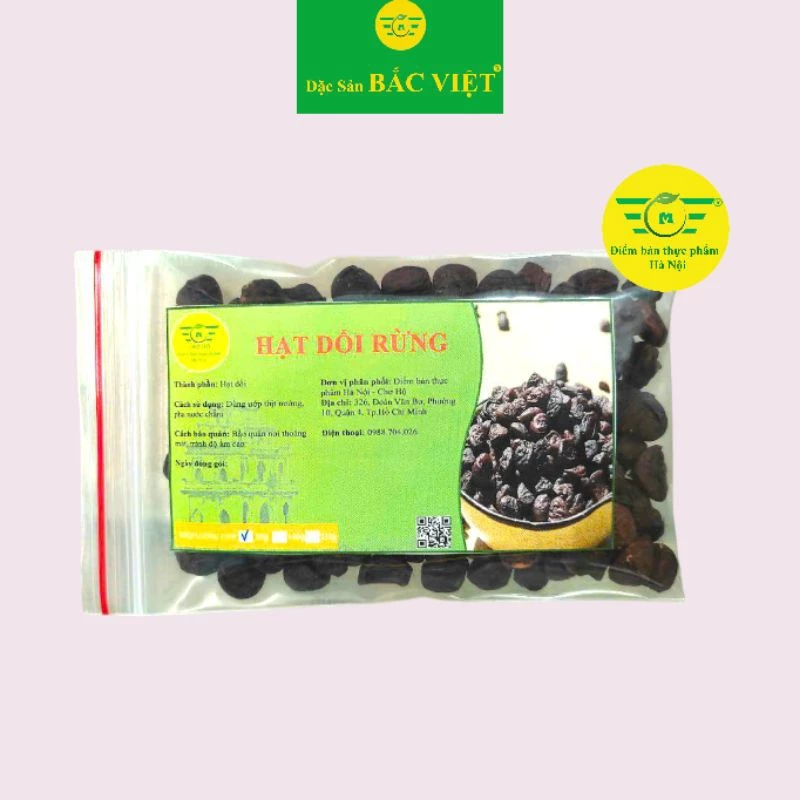 M
Đặc Sản BẮC VIỆT
®
M
®
Điểm bán thực phẩm
Hà Nội
M
HẠT DỔI RỪNG
Thành phần: Hạt dổi
Cách sử dụng: Dùng ướp thịt nướng,
pha nước chấm
Cách bảo quản: Bảo quản nơi thoáng
mát, tránh độ ẩm cao
Ngày đóng gói:
Đơn vị phân phối: Điểm bán thực
phẩm Hà Nội - Chợ Hộ
Địa chỉ: 326, Đoàn Văn Bơ, Phường
10, Quận 4, Tp.Hồ Chí Minh
Điện thoại: 0988.704.026